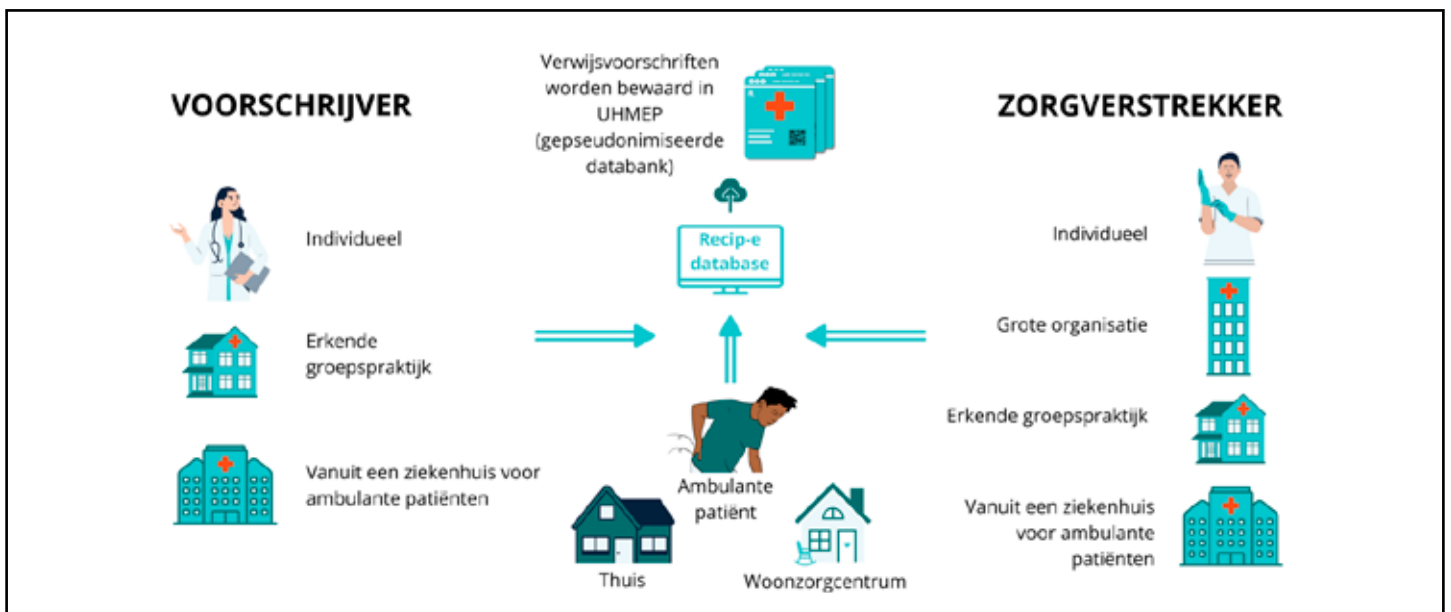 VOORSCHRIJVER
Individueel
Erkende
groepspraktijk
Vanuit een ziekenhuis voor
ambulante patiënten
Verwijsvoorschriften
worden bewaard in
UHMEP
(gepseudonimiseerde
databank)
Recip-e
database
Ambulante
patiënt
Thuis
Woonzorgcentrum
ZORGVERSTREKKER
Individueel
Grote organisatie
Erkende groepspraktijk
Vanuit een ziekenhuis
voor ambulante
patiënten